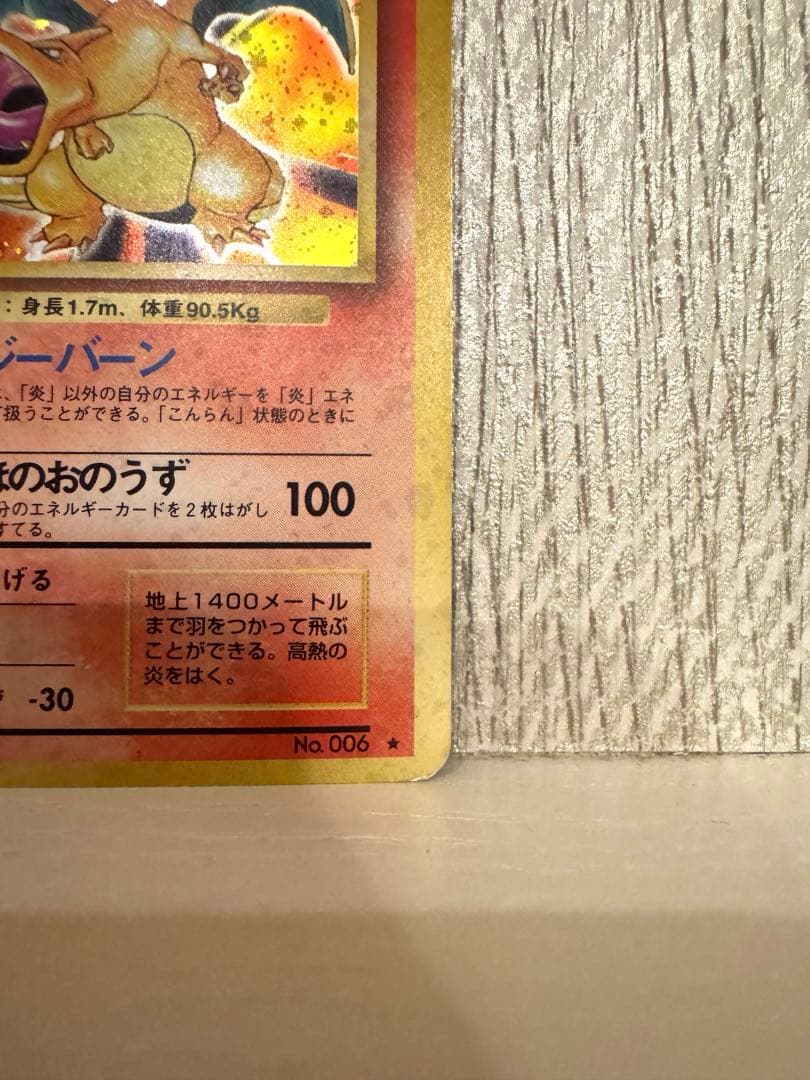 ：身長1.7m、体重90.5Kg
ジーバーン
、「炎」以外の自分のエネルギーを「炎」エネ
扱うことができる。「こんらん」状態のときに
ほのおのうず 100
分のエネルギーカードを2枚はがし
すてる。
げる
地上1400メートル
まで羽をつかって飛ぶ
ことができる。高熱の
炎をはく。
-30
No. 006 ★